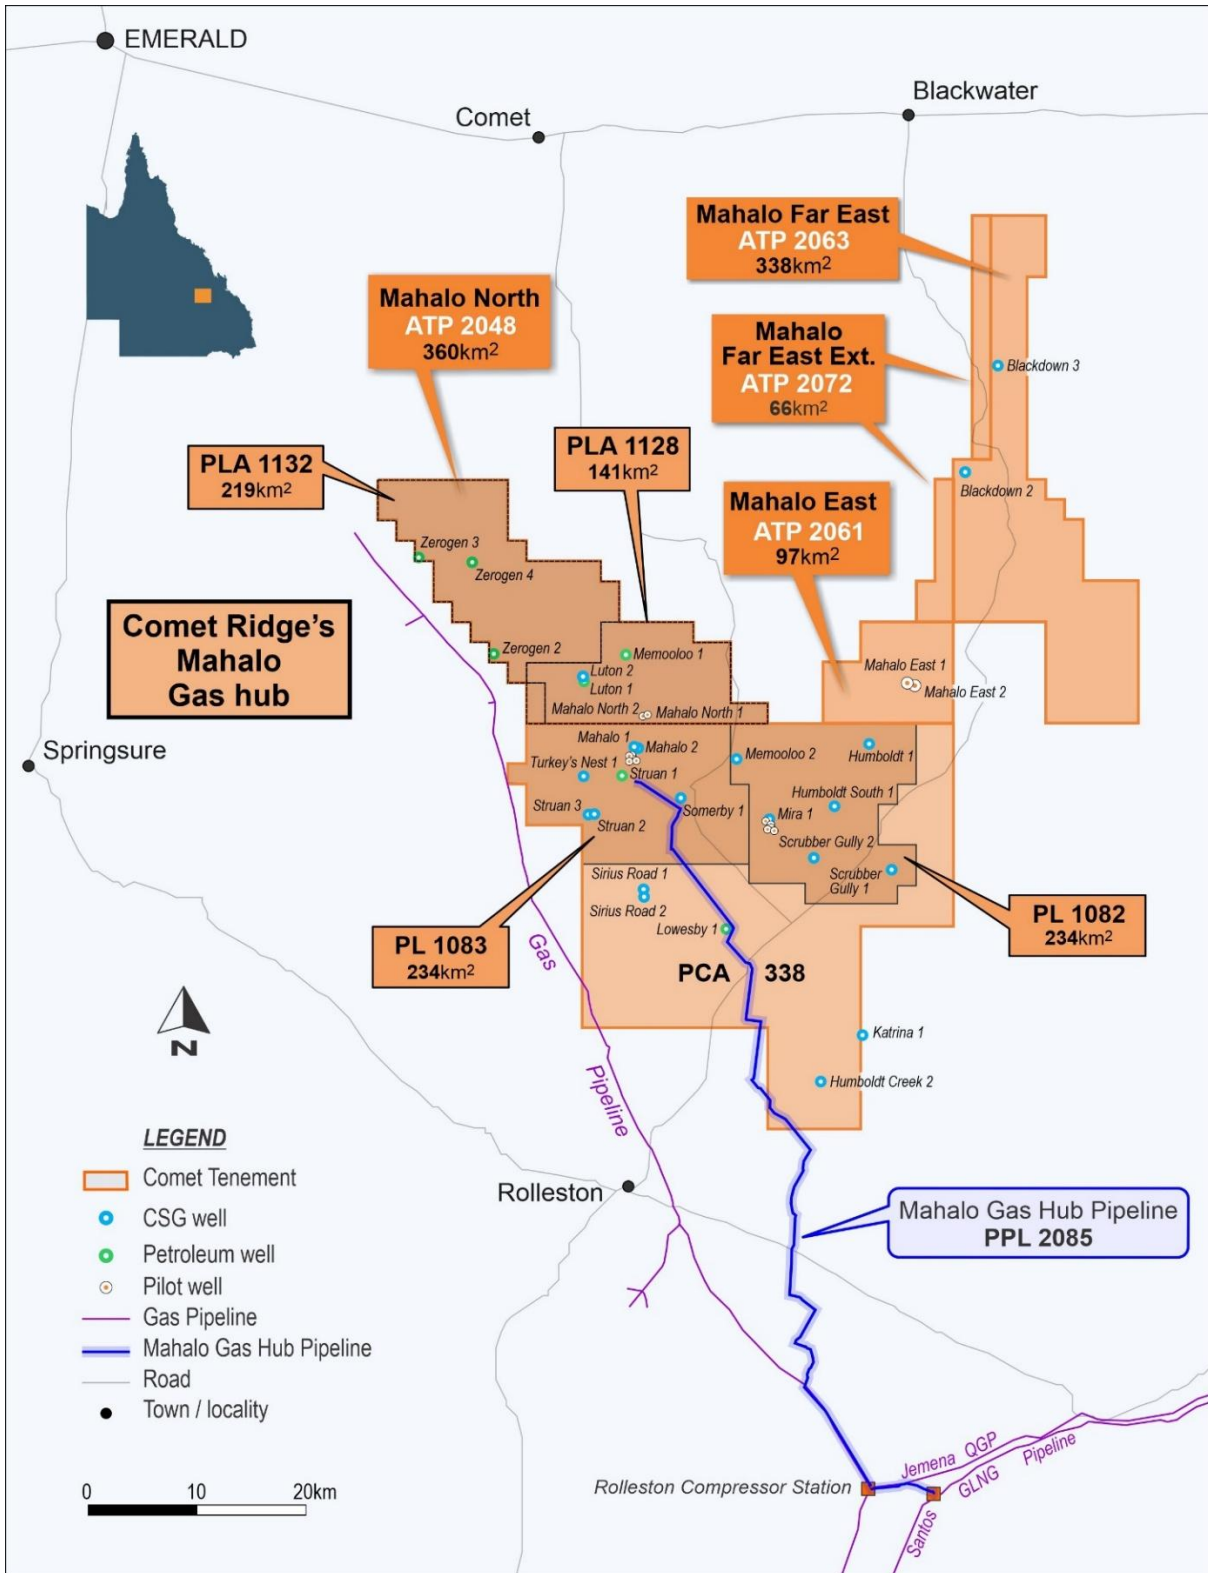 EMERALD
Comet
Blackwater
Mahalo Far East
ATP 2063
338km²
Mahalo North
ATP 2048
360km²
Mahalo
Far East Ext.
ATP 2072
66km²
Blackdown 3
PLA 1132
219km²
PLA 1128
141km²
Blackdown 2
Mahalo East
ATP 2061
97km²
Zerogen 3
Zerogen 4
Comet Ridge's
Mahalo
Gas hub
Zerogen 2
Memooloo 1
Luton 2
Luton 1
Mahalo East 1
Mahalo East 2
Mahalo North 2
Mahalo North 1
Springsure
Mahalo 1
Mahalo 2
Memooloo 2
Humboldt 1
Turkey's Nest 1
Struan 1
Struan 3
Struan 2
Somerby 1
Humboldt South 1
Mira 1
Scrubber Gully 2
Scrubber
Gully 1
Sirius Road 1
Sirius Road 2
Lowesby 1
PL 1083
234km²
PL 1082
234km²
Gas
Pipeline
PCA 338
Katrina 1
Humboldt Creek 2
N
Rolleston
Mahalo Gas Hub Pipeline
PPL 2085
LEGEND
Comet Tenement
CSG well
Petroleum well
Pilot well
Gas Pipeline
Mahalo Gas Hub Pipeline
Road
Town / locality
0 10 20km
Rolleston Compressor Station
Jemena QGP
Santos GLNG Pipeline